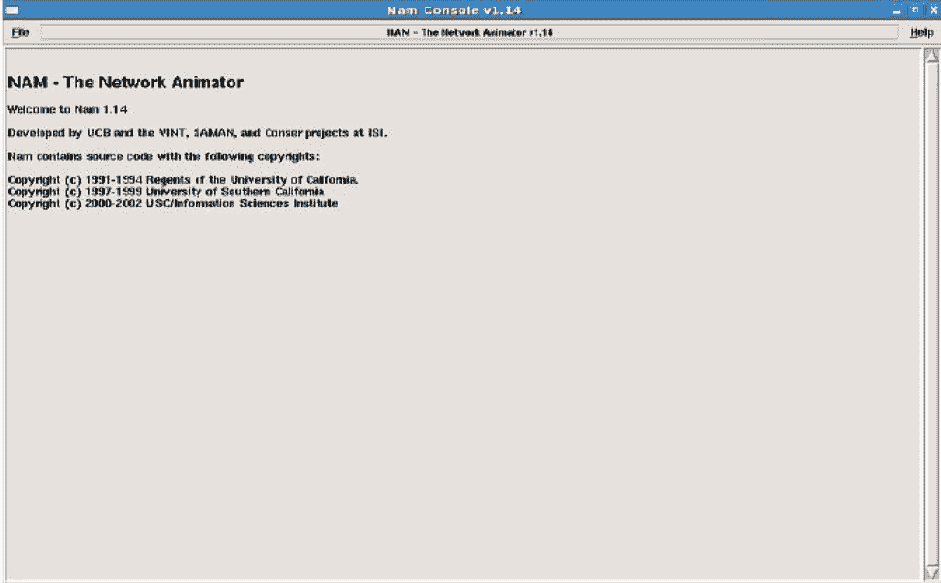 Nam Console v1.14
File NAM - The Network Animator v1.14 Help
NAM - The Network Animator
Welcome to Nam 1.14
Developed by UCB and the VINT, SAMAN, and Conser projects at ISI.
Nam contains source code with the following copyrights:
Copyright (c) 1991-1994 Regents of the University of California.
Copyright (c) 1997-1999 University of Southern California
Copyright (c) 2000-2002 USC/Information Sciences Institute